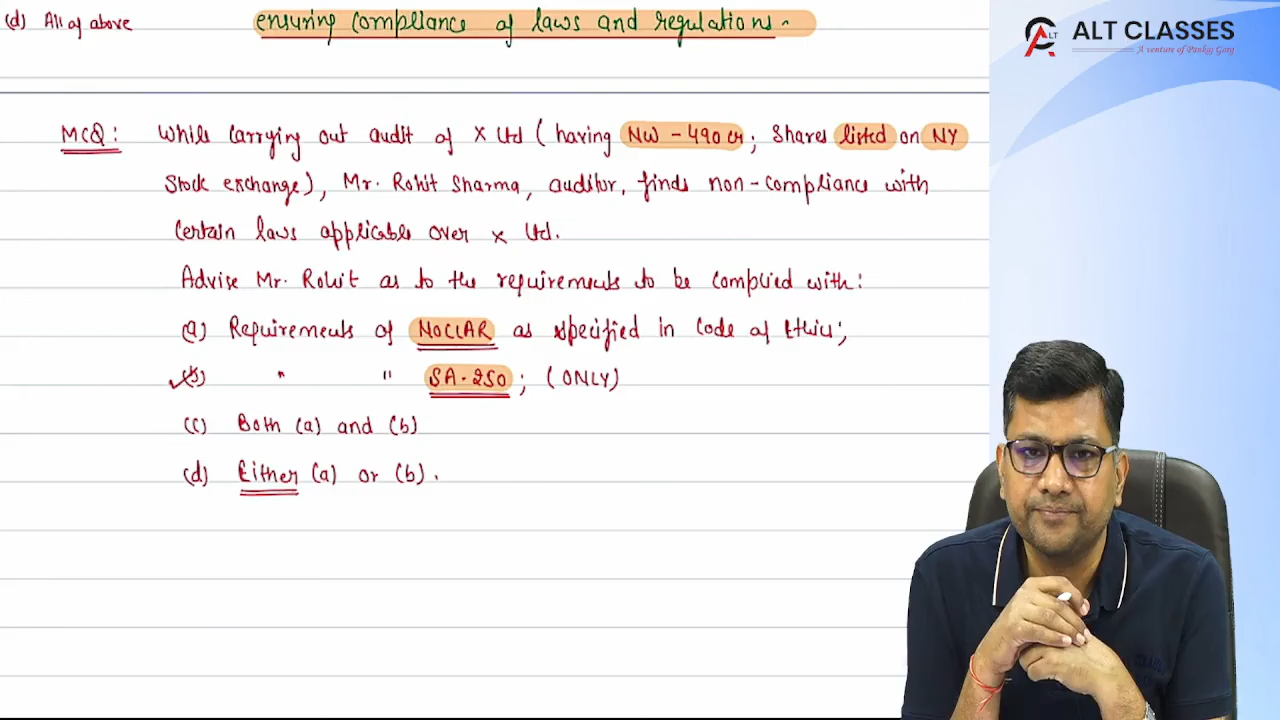 (d) All of above
ensuring compliance of laws and regulations.
ALT CLASSES
A venture of Pankaj Garg
ALT
MCQ: While carrying out audit of X Ltd (having NW - 490 cr; Shares listed on NY
Stock exchange), Mr. Rohit Sharma, auditor, finds non-compliance with
certain laws applicable over X Ltd.
Advise Mr. Rohit as to the requirements to be complied with:
(a) Requirements of NOCLAR as specified in Code of Ethics;
(b) " " SA-250; (ONLY)
(c) Both (a) and (b)
(d) Either (a) or (b).